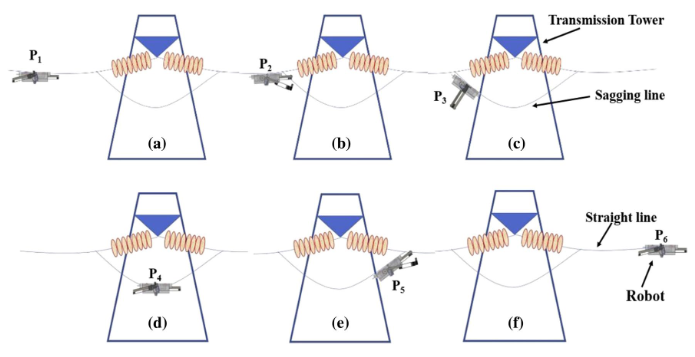 Transmission Tower
P1
P2
P3
Sagging line
(a)
(b)
(c)
Straight line
P6
P4
P5
Robot
(d)
(e)
(f)